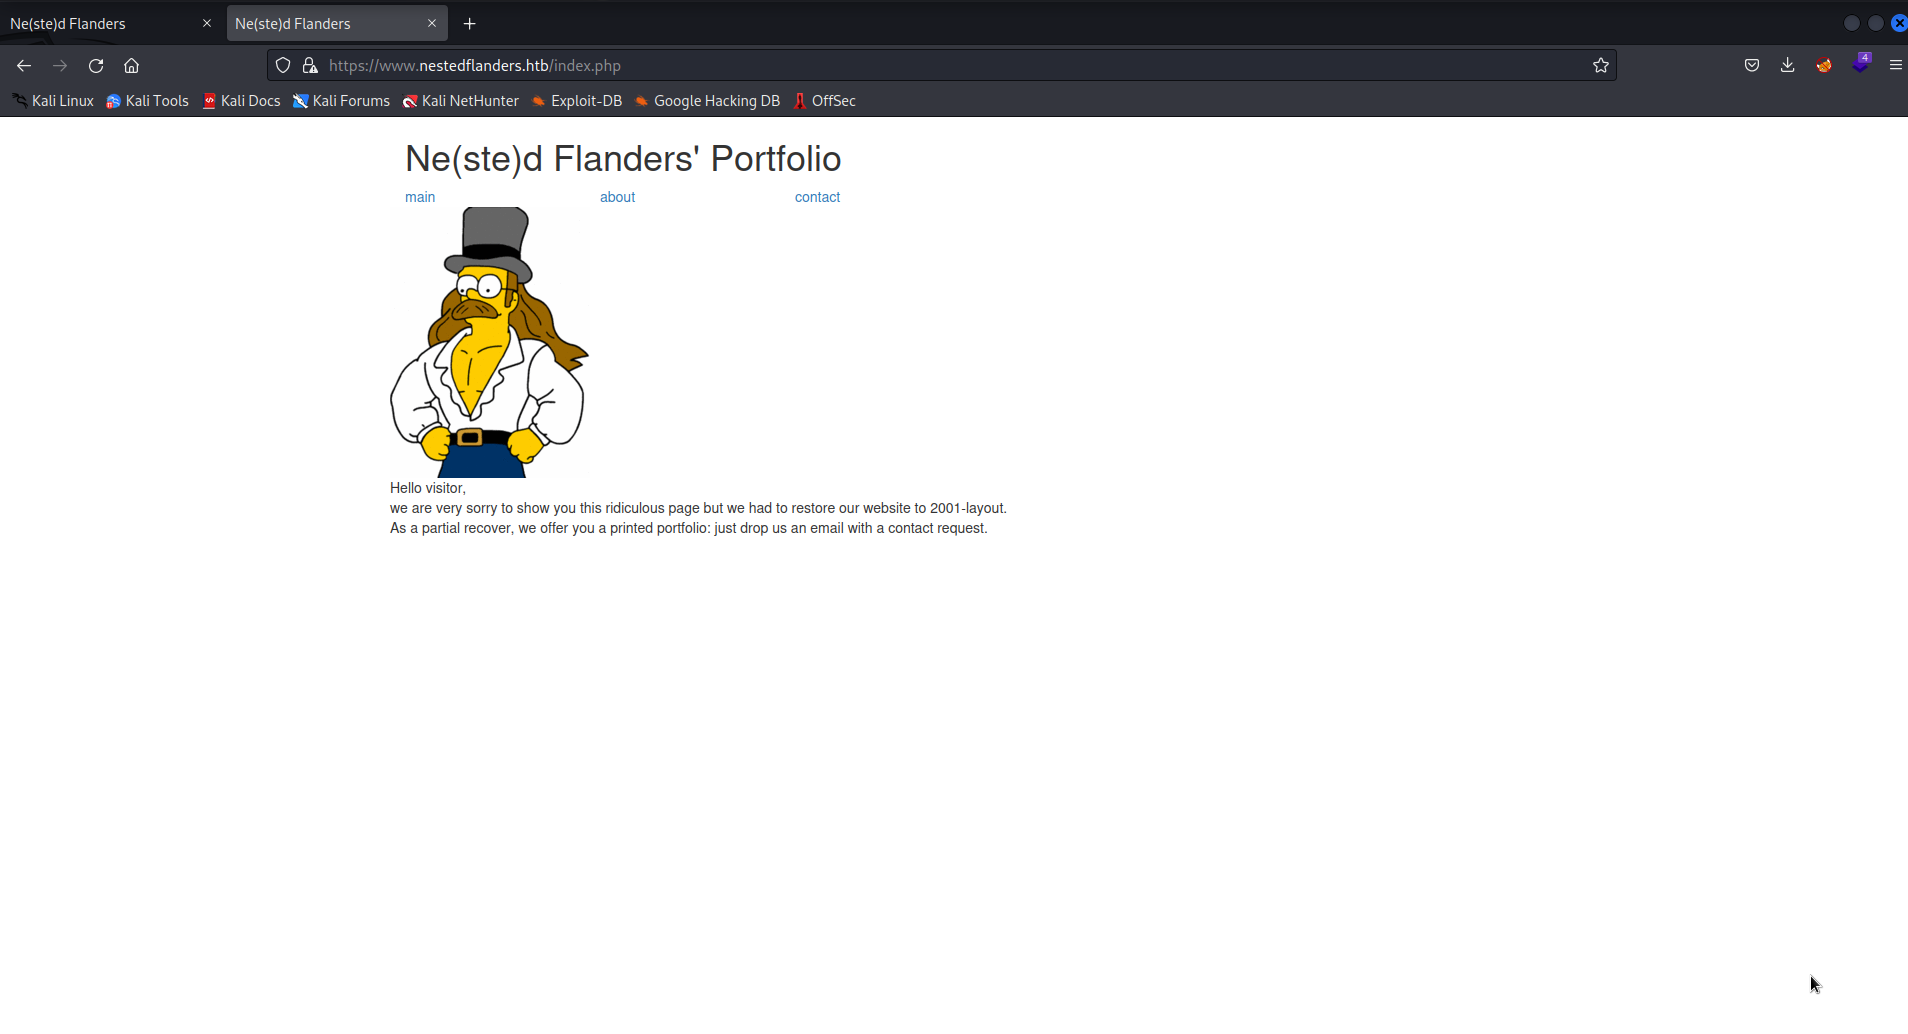 Ne(ste)d Flanders
Ne(ste)d Flanders
https://www.nestedflanders.htb/index.php
4
Kali Linux Kali Tools Kali Docs Kali Forums Kali NetHunter Exploit-DB Google Hacking DB OffSec
Ne(ste)d Flanders' Portfolio
main about contact
Hello visitor,
we are very sorry to show you this ridiculous page but we had to restore our website to 2001-layout.
As a partial recover, we offer you a printed portfolio: just drop us an email with a contact request.